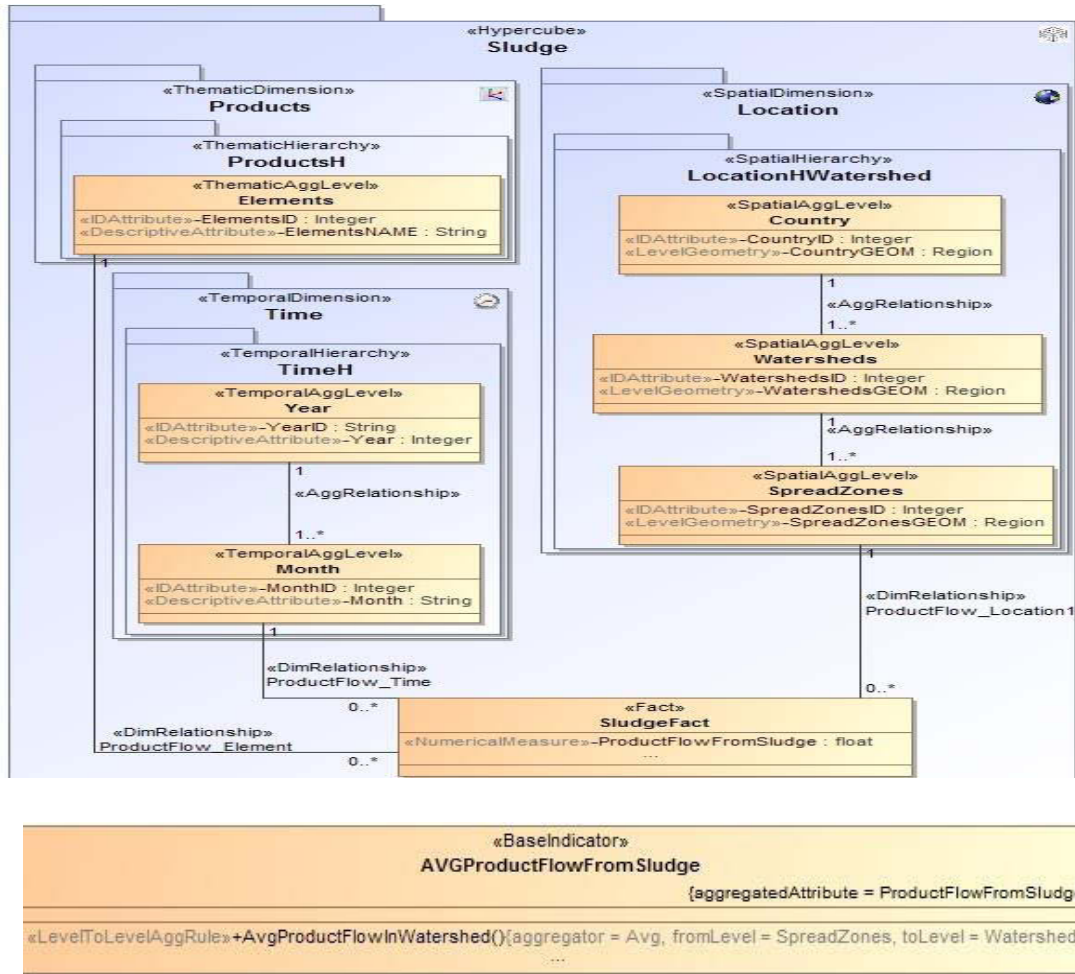 «Hypercube»
Sludge
«ThematicDimension»
Products
«ThematicHierarchy»
ProductsH
«ThematicAggLevel»
Elements
«IDAttribute»-ElementsID : Integer
«DescriptiveAttribute»-ElementsNAME : String
1
«TemporalDimension»
Time
«TemporalHierarchy»
TimeH
«TemporalAggLevel»
Year
«IDAttribute»-YearID : String
«DescriptiveAttribute»-Year : Integer
1
«AggRelationship»
1..*
«TemporalAggLevel»
Month
«IDAttribute»-MonthID : Integer
«DescriptiveAttribute»-Month : String
1
«DimRelationship»
ProductFlow_Time
0..*
«DimRelationship»
ProductFlow_Element
0..*
«SpatialDimension»
Location
«SpatialHierarchy»
LocationHWatershed
«SpatialAggLevel»
Country
«IDAttribute»-CountryID : Integer
«LevelGeometry»-CountryGEOM : Region
1
«AggRelationship»
1..*
«SpatialAggLevel»
Watersheds
«IDAttribute»-WatershedsID : Integer
«LevelGeometry»-WatershedsGEOM : Region
1
«AggRelationship»
1..*
«SpatialAggLevel»
SpreadZones
«IDAttribute»-SpreadZonesID : Integer
«LevelGeometry»-SpreadZonesGEOM : Region
1
«DimRelationship»
ProductFlow_Location1
0..*
«Fact»
SludgeFact
«NumericalMeasure»-ProductFlowFromSludge : float
...
«BaseIndicator»
AVGProductFlowFromSludge
{aggregatedAttribute = ProductFlowFromSludg
«LevelToLevelAggRule»+AvgProductFlowInWatershed(){aggregator = Avg, fromLevel = SpreadZones, toLevel = Watershed
...